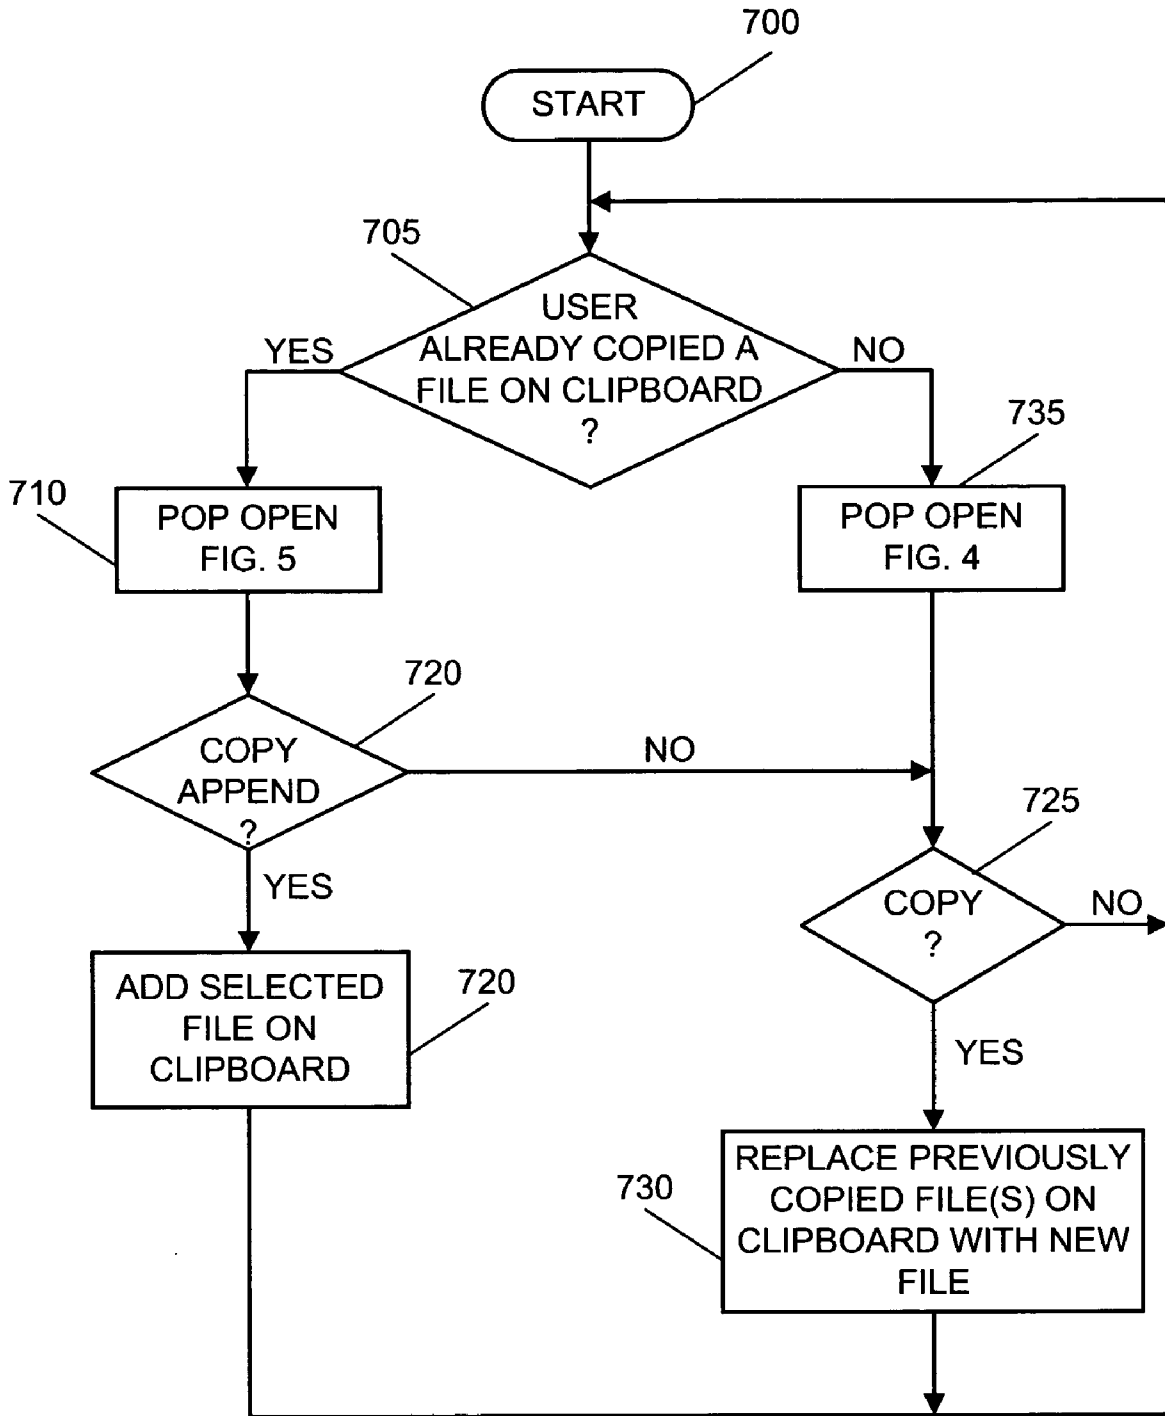 700
START
705
USER
ALREADY COPIED A
FILE ON CLIPBOARD
?
YES
NO
710
POP OPEN
FIG. 5
735
POP OPEN
FIG. 4
720
COPY
APPEND
?
NO
YES
725
COPY
?
NO
YES
720
ADD SELECTED
FILE ON
CLIPBOARD
730
REPLACE PREVIOUSLY
COPIED FILE(S) ON
CLIPBOARD WITH NEW
FILE